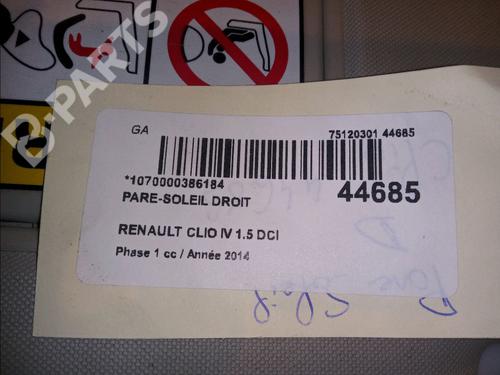 B-PARTS
GA
75120301 44685
*1070000386184
44685
PARE-SOLEIL DROIT
RENAULT CLIO IV 1.5 DCI
Phase 1 cc / Année 2014